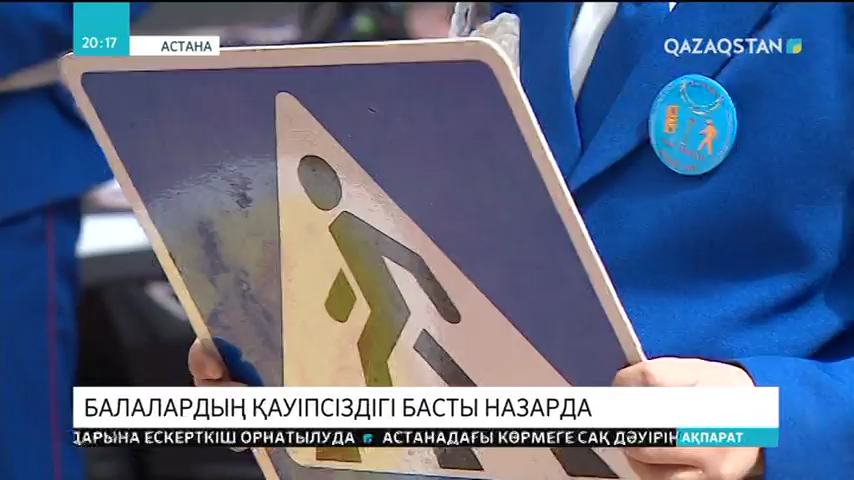 20:17
АСТАНА
QAZAQSTAN
БАЛАЛАРДЫҢ ҚАУІПСІЗДІГІ БАСТЫ НАЗАРДА
ДАРЫНА ЕСКЕРТКІШ ОРНАТЫЛУДА АСТАНАДАҒЫ КӨРМЕГЕ САҚ ДӘУІРІН
АҚПАРАТ